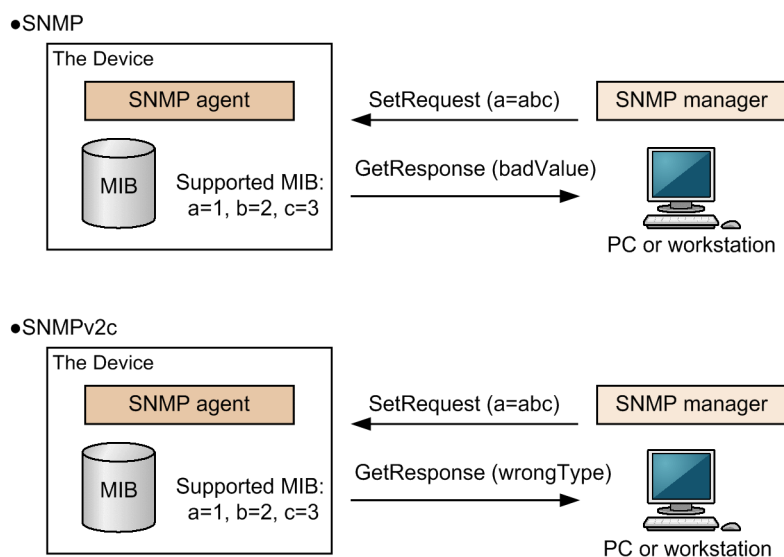 ●SNMP
The Device
SNMP agent
SetRequest (a=abc)
SNMP manager
MIB
Supported MIB:
a=1, b=2, c=3
GetResponse (badValue)
PC or workstation
●SNMPv2c
The Device
SNMP agent
SetRequest (a=abc)
SNMP manager
MIB
Supported MIB:
a=1, b=2, c=3
GetResponse (wrongType)
PC or workstation